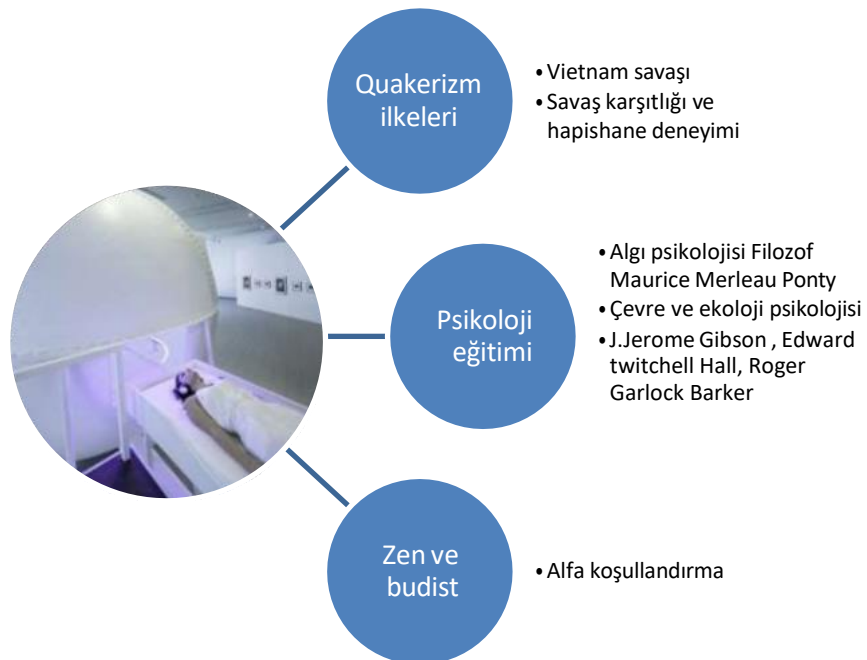 Quakerizm
ilkeleri
• Vietnam savaşı
• Savaş karşıtlığı ve
hapishane deneyimi
Psikoloji
eğitimi
• Algı psikolojisi Filozof
Maurice Merleau Ponty
• Çevre ve ekoloji psikolojisi
• J.Jerome Gibson , Edward
twitchell Hall, Roger
Garlock Barker
Zen ve
budist
• Alfa koşullandırma